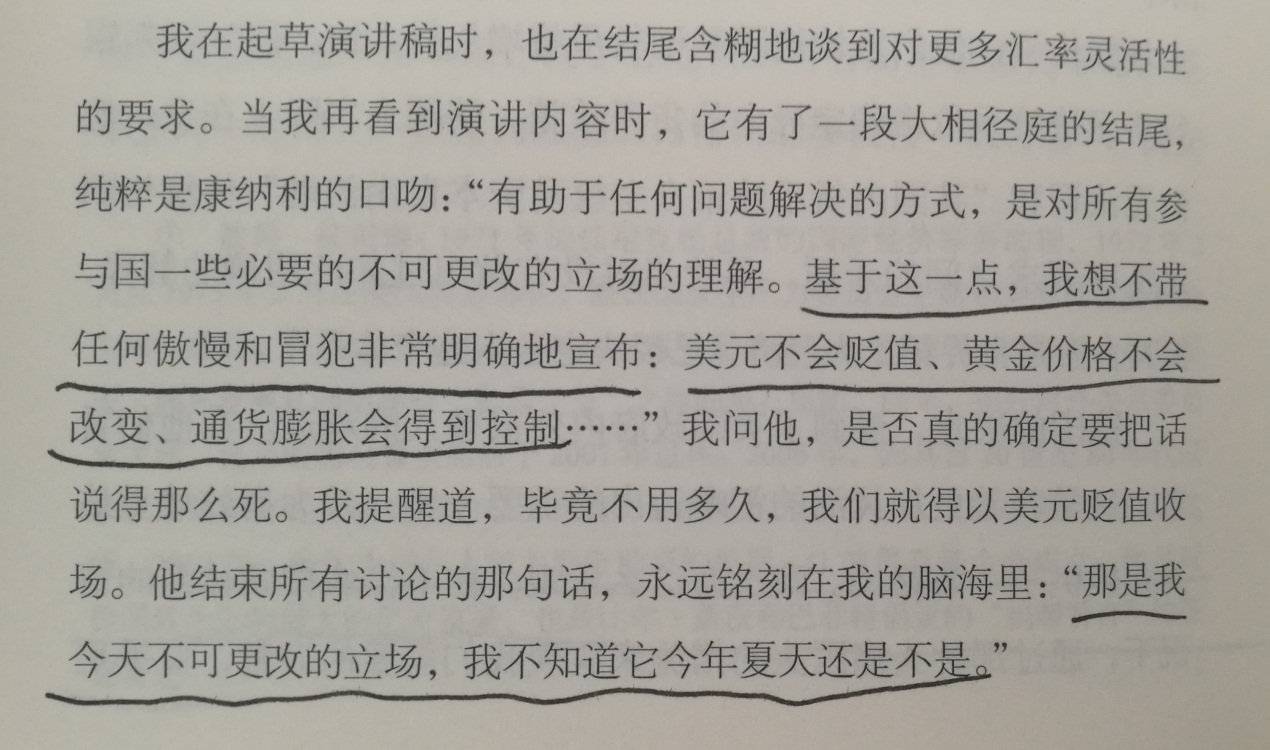 我在起草演讲稿时，也在结尾含糊地谈到对更多汇率灵活性
的要求。当我再看到演讲内容时，它有了一段大相径庭的结尾，
纯粹是康纳利的口吻：“有助于任何问题解决的方式，是对所有参
与国一些必要的不可更改的立场的理解。基于这一点，我想不带
任何傲慢和冒犯非常明确地宣布：美元不会贬值、黄金价格不会
改变、通货膨胀会得到控制……”我问他，是否真的确定要把话
说得那么死。我提醒道，毕竟不用多久，我们就得以美元贬值收
场。他结束所有讨论的那句话，永远铭刻在我的脑海里：“那是我
今天不可更改的立场，我不知道它今年夏天还是不是。”